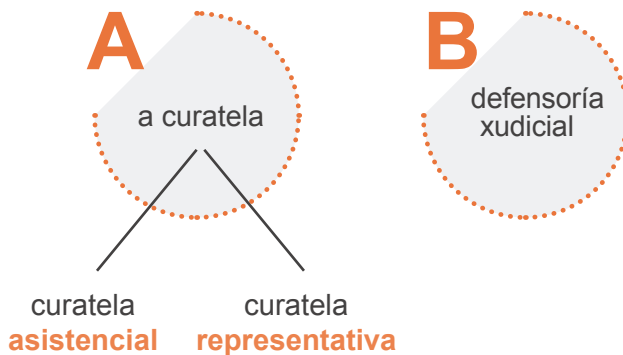 A
a curatela
curatela
asistencial
curatela
representativa
B
defensoría
xudicial